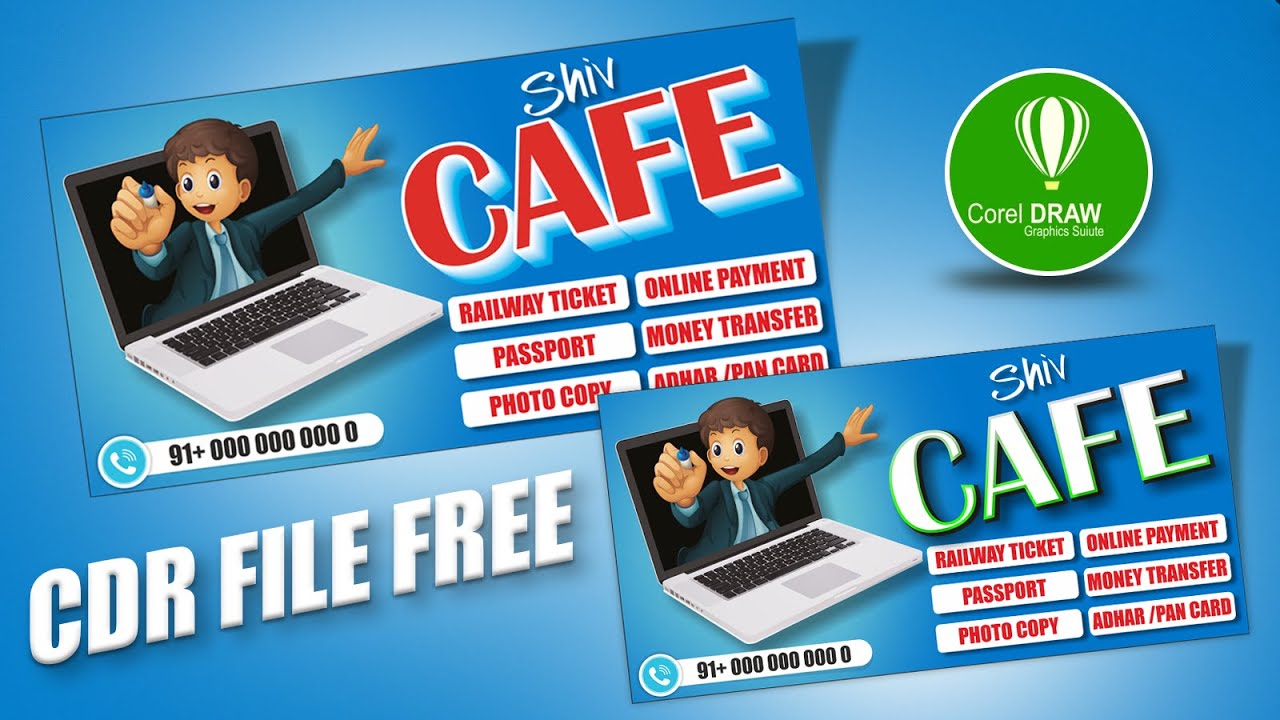 Shiv
CAFE
RAILWAY TICKET
ONLINE PAYMENT
PASSPORT
MONEY TRANSFER
PHOTO COPY
ADHAR /PAN CARD
91+ 000 000 000 0
Corel DRAW
Graphics Suiute
CDR FILE FREE
Shiv
CAFE
RAILWAY TICKET
ONLINE PAYMENT
PASSPORT
MONEY TRANSFER
PHOTO COPY
ADHAR /PAN CARD
91+ 000 000 000 0